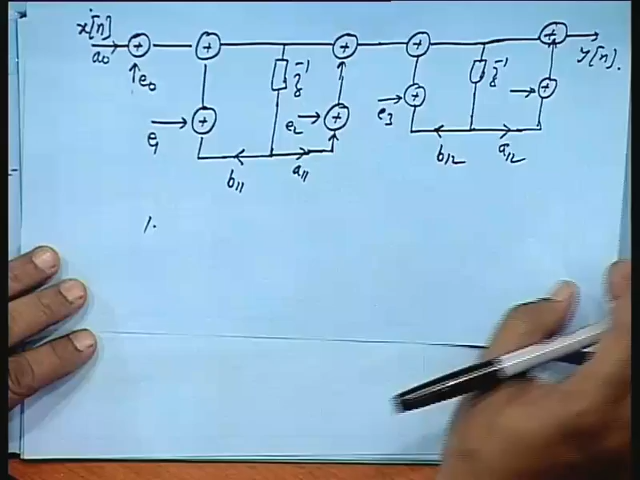 x[n]
a₀
+ + + + +
e₀
z⁻¹
z⁻¹
y[n].
e₁ + e₂ + e₃ + +
b₁₁ a₁₁ b₁₂ a₁₂
1.